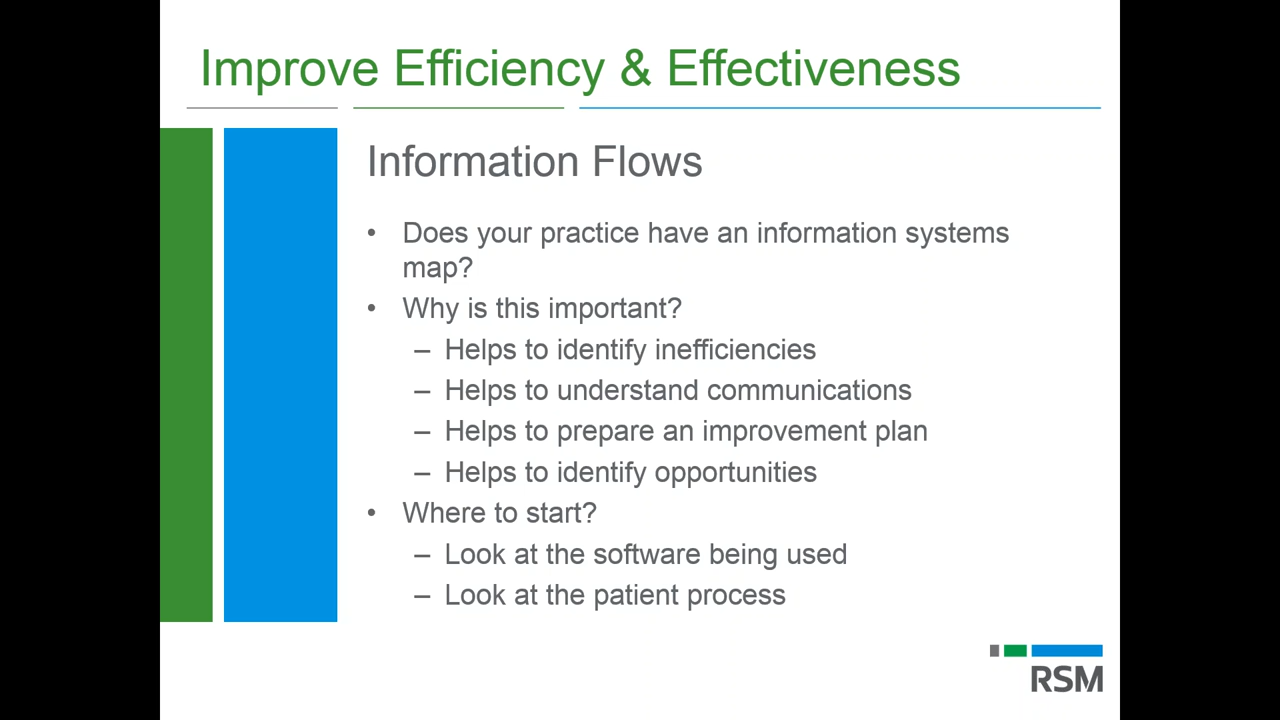 Improve Efficiency & Effectiveness
Information Flows
• Does your practice have an information systems
map?
• Why is this important?
– Helps to identify inefficiencies
– Helps to understand communications
– Helps to prepare an improvement plan
– Helps to identify opportunities
• Where to start?
– Look at the software being used
– Look at the patient process
RSM